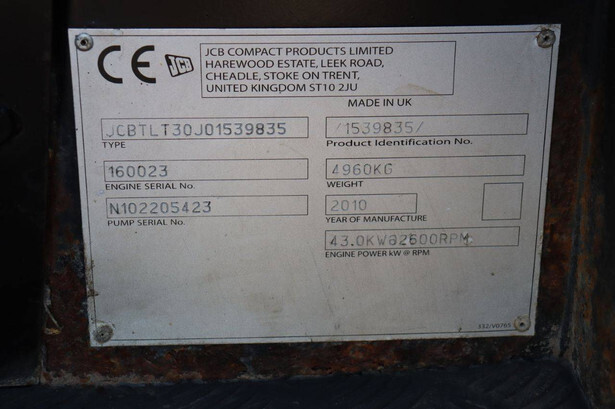 CE JCB
JCB COMPACT PRODUCTS LIMITED
HAREWOOD ESTATE, LEEK ROAD,
CHEADLE, STOKE ON TRENT,
UNITED KINGDOM ST10 2JU
MADE IN UK
JCBTLT30J01539835
TYPE
/1539835/
Product Identification No.
160023
ENGINE SERIAL No.
4960KG
WEIGHT
N102205423
PUMP SERIAL No.
2010
YEAR OF MANUFACTURE
43.0KW@2600RPM
ENGINE POWER kW @ RPM
332/V0765